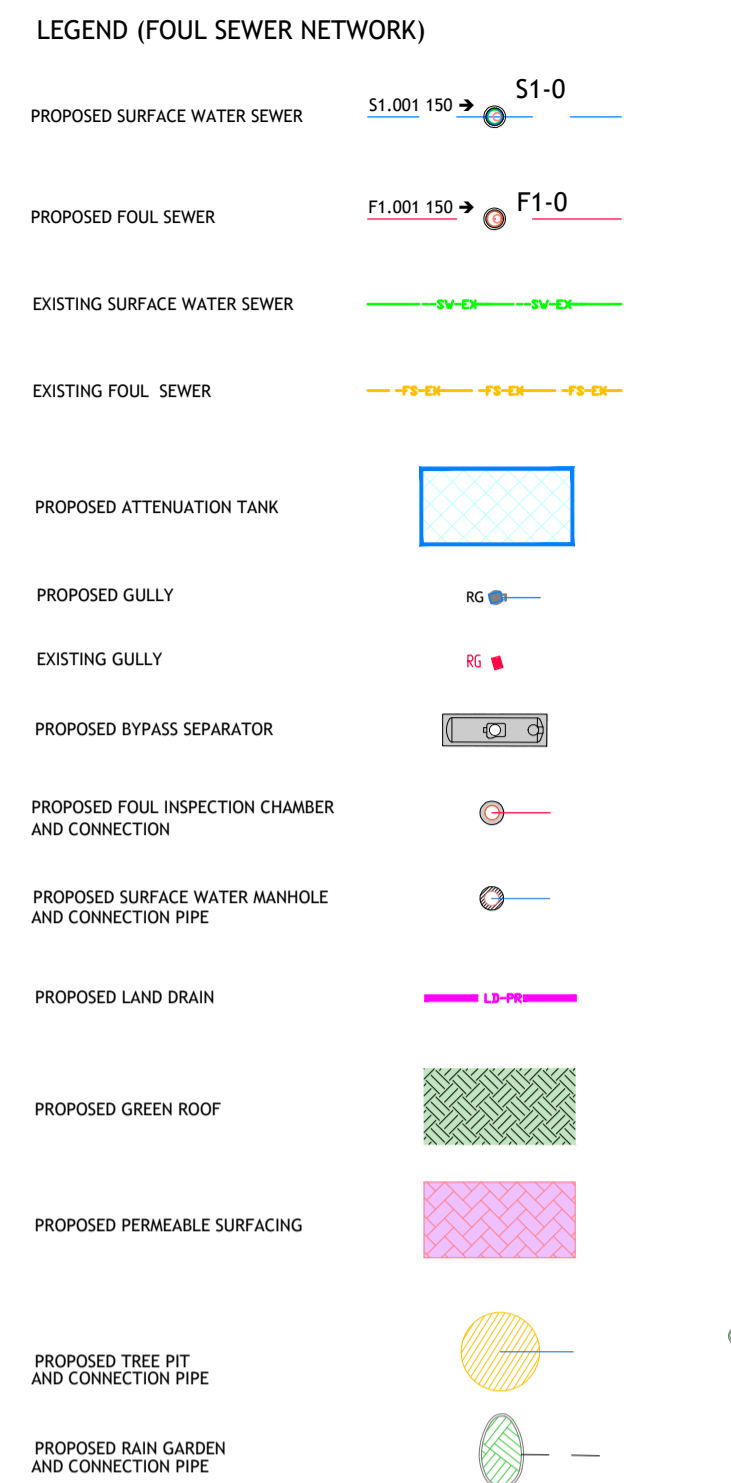 LEGEND (FOUL SEWER NETWORK)
PROPOSED SURFACE WATER SEWER
S1.001 150 ➔
S1-0
PROPOSED FOUL SEWER
F1.001 150 ➔
F1-0
EXISTING SURFACE WATER SEWER
SW-EX
SW-EX
EXISTING FOUL SEWER
FS-EX
FS-EX
FS-EX
PROPOSED ATTENUATION TANK
PROPOSED GULLY
RG
EXISTING GULLY
RG
PROPOSED BYPASS SEPARATOR
PROPOSED FOUL INSPECTION CHAMBER
AND CONNECTION
PROPOSED SURFACE WATER MANHOLE
AND CONNECTION PIPE
PROPOSED LAND DRAIN
LD-PR
PROPOSED GREEN ROOF
PROPOSED PERMEABLE SURFACING
PROPOSED TREE PIT
AND CONNECTION PIPE
PROPOSED RAIN GARDEN
AND CONNECTION PIPE